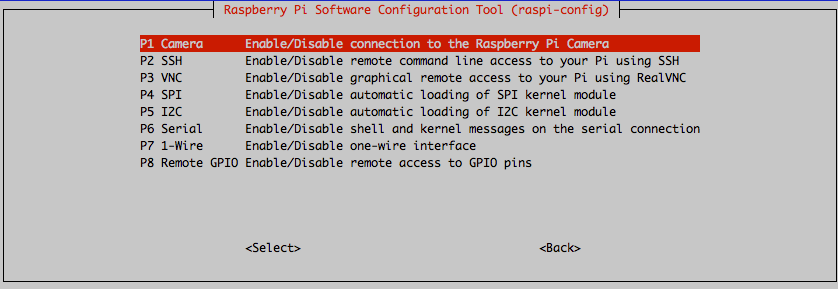 Raspberry Pi Software Configuration Tool (raspi-config)
P1 Camera Enable/Disable connection to the Raspberry Pi Camera
P2 SSH Enable/Disable remote command line access to your Pi using SSH
P3 VNC Enable/Disable graphical remote access to your Pi using RealVNC
P4 SPI Enable/Disable automatic loading of SPI kernel module
P5 I2C Enable/Disable automatic loading of I2C kernel module
P6 Serial Enable/Disable shell and kernel messages on the serial connection
P7 1-Wire Enable/Disable one-wire interface
P8 Remote GPIO Enable/Disable remote access to GPIO pins
<Select> <Back>